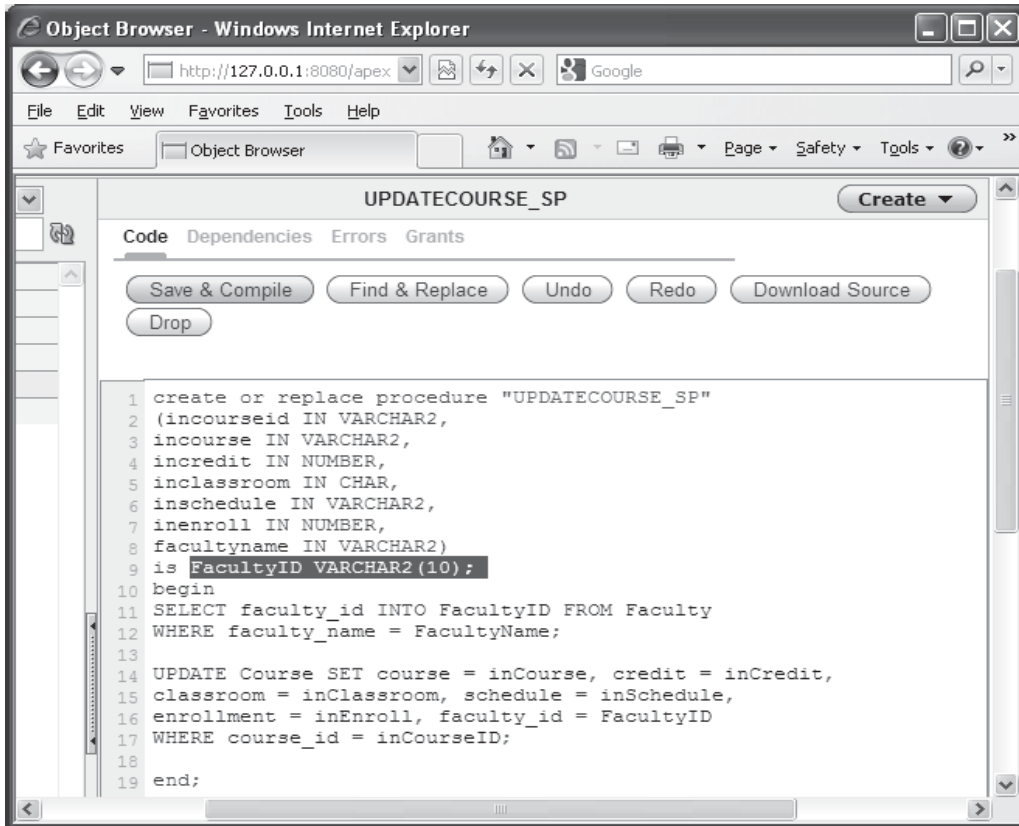 Object Browser - Windows Internet Explorer
http://127.0.0.1:8080/apex Google
File Edit View Favorites Tools Help
Favorites Object Browser Page Safety Tools »
UPDATECOURSE_SP Create
Code Dependencies Errors Grants
Save & Compile Find & Replace Undo Redo Download Source
Drop
1 create or replace procedure "UPDATECOURSE_SP"
2 (incourseid IN VARCHAR2,
3 incourse IN VARCHAR2,
4 incredit IN NUMBER,
5 inclassroom IN CHAR,
6 inschedule IN VARCHAR2,
7 inenroll IN NUMBER,
8 facultyname IN VARCHAR2)
9 is FacultyID VARCHAR2(10);
10 begin
11 SELECT faculty_id INTO FacultyID FROM Faculty
12 WHERE faculty_name = FacultyName;
13
14 UPDATE Course SET course = inCourse, credit = inCredit,
15 classroom = inClassroom, schedule = inSchedule,
16 enrollment = inEnroll, faculty_id = FacultyID
17 WHERE course_id = inCourseID;
18
19 end;